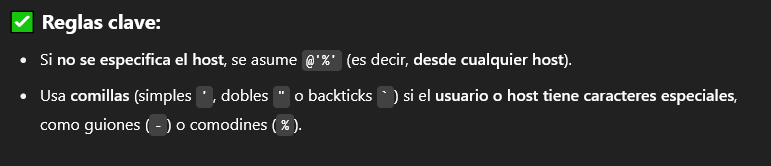 ✅ Reglas clave:
• Si no se especifica el host, se asume @'%' (es decir, desde cualquier host).
• Usa comillas (simples ', dobles " o backticks `) si el usuario o host tiene caracteres especiales,
como guiones (-) o comodines (%).